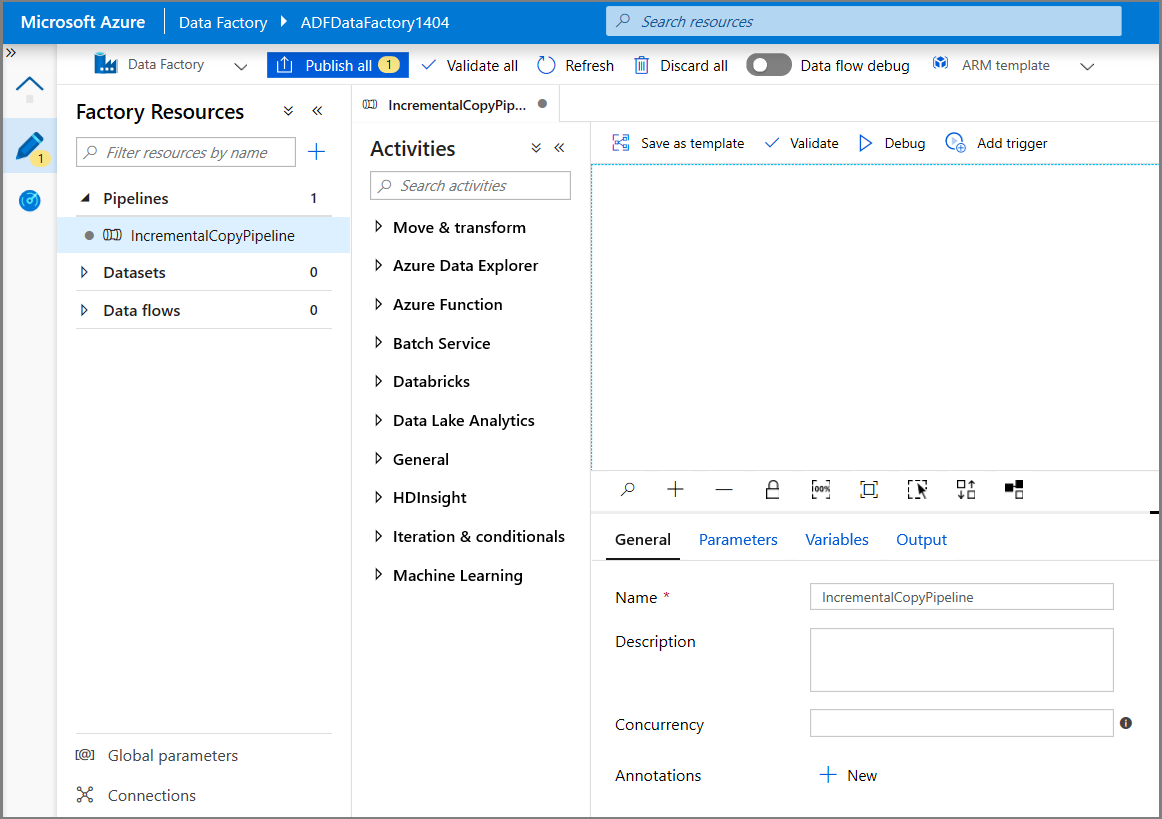 Microsoft Azure
Data Factory
ADFDataFactory1404
Search resources
Data Factory
Publish all 1
Validate all
Refresh
Discard all
Data flow debug
ARM template
1
Factory Resources
Filter resources by name
Pipelines 1
IncrementalCopyPipeline
Datasets 0
Data flows 0
Global parameters
Connections
IncrementalCopyPip...
Activities
Search activities
Move & transform
Azure Data Explorer
Azure Function
Batch Service
Databricks
Data Lake Analytics
General
HDInsight
Iteration & conditionals
Machine Learning
Save as template
Validate
Debug
Add trigger
100%
General
Parameters
Variables
Output
Name *
IncrementalCopyPipeline
Description
Concurrency
Annotations
New